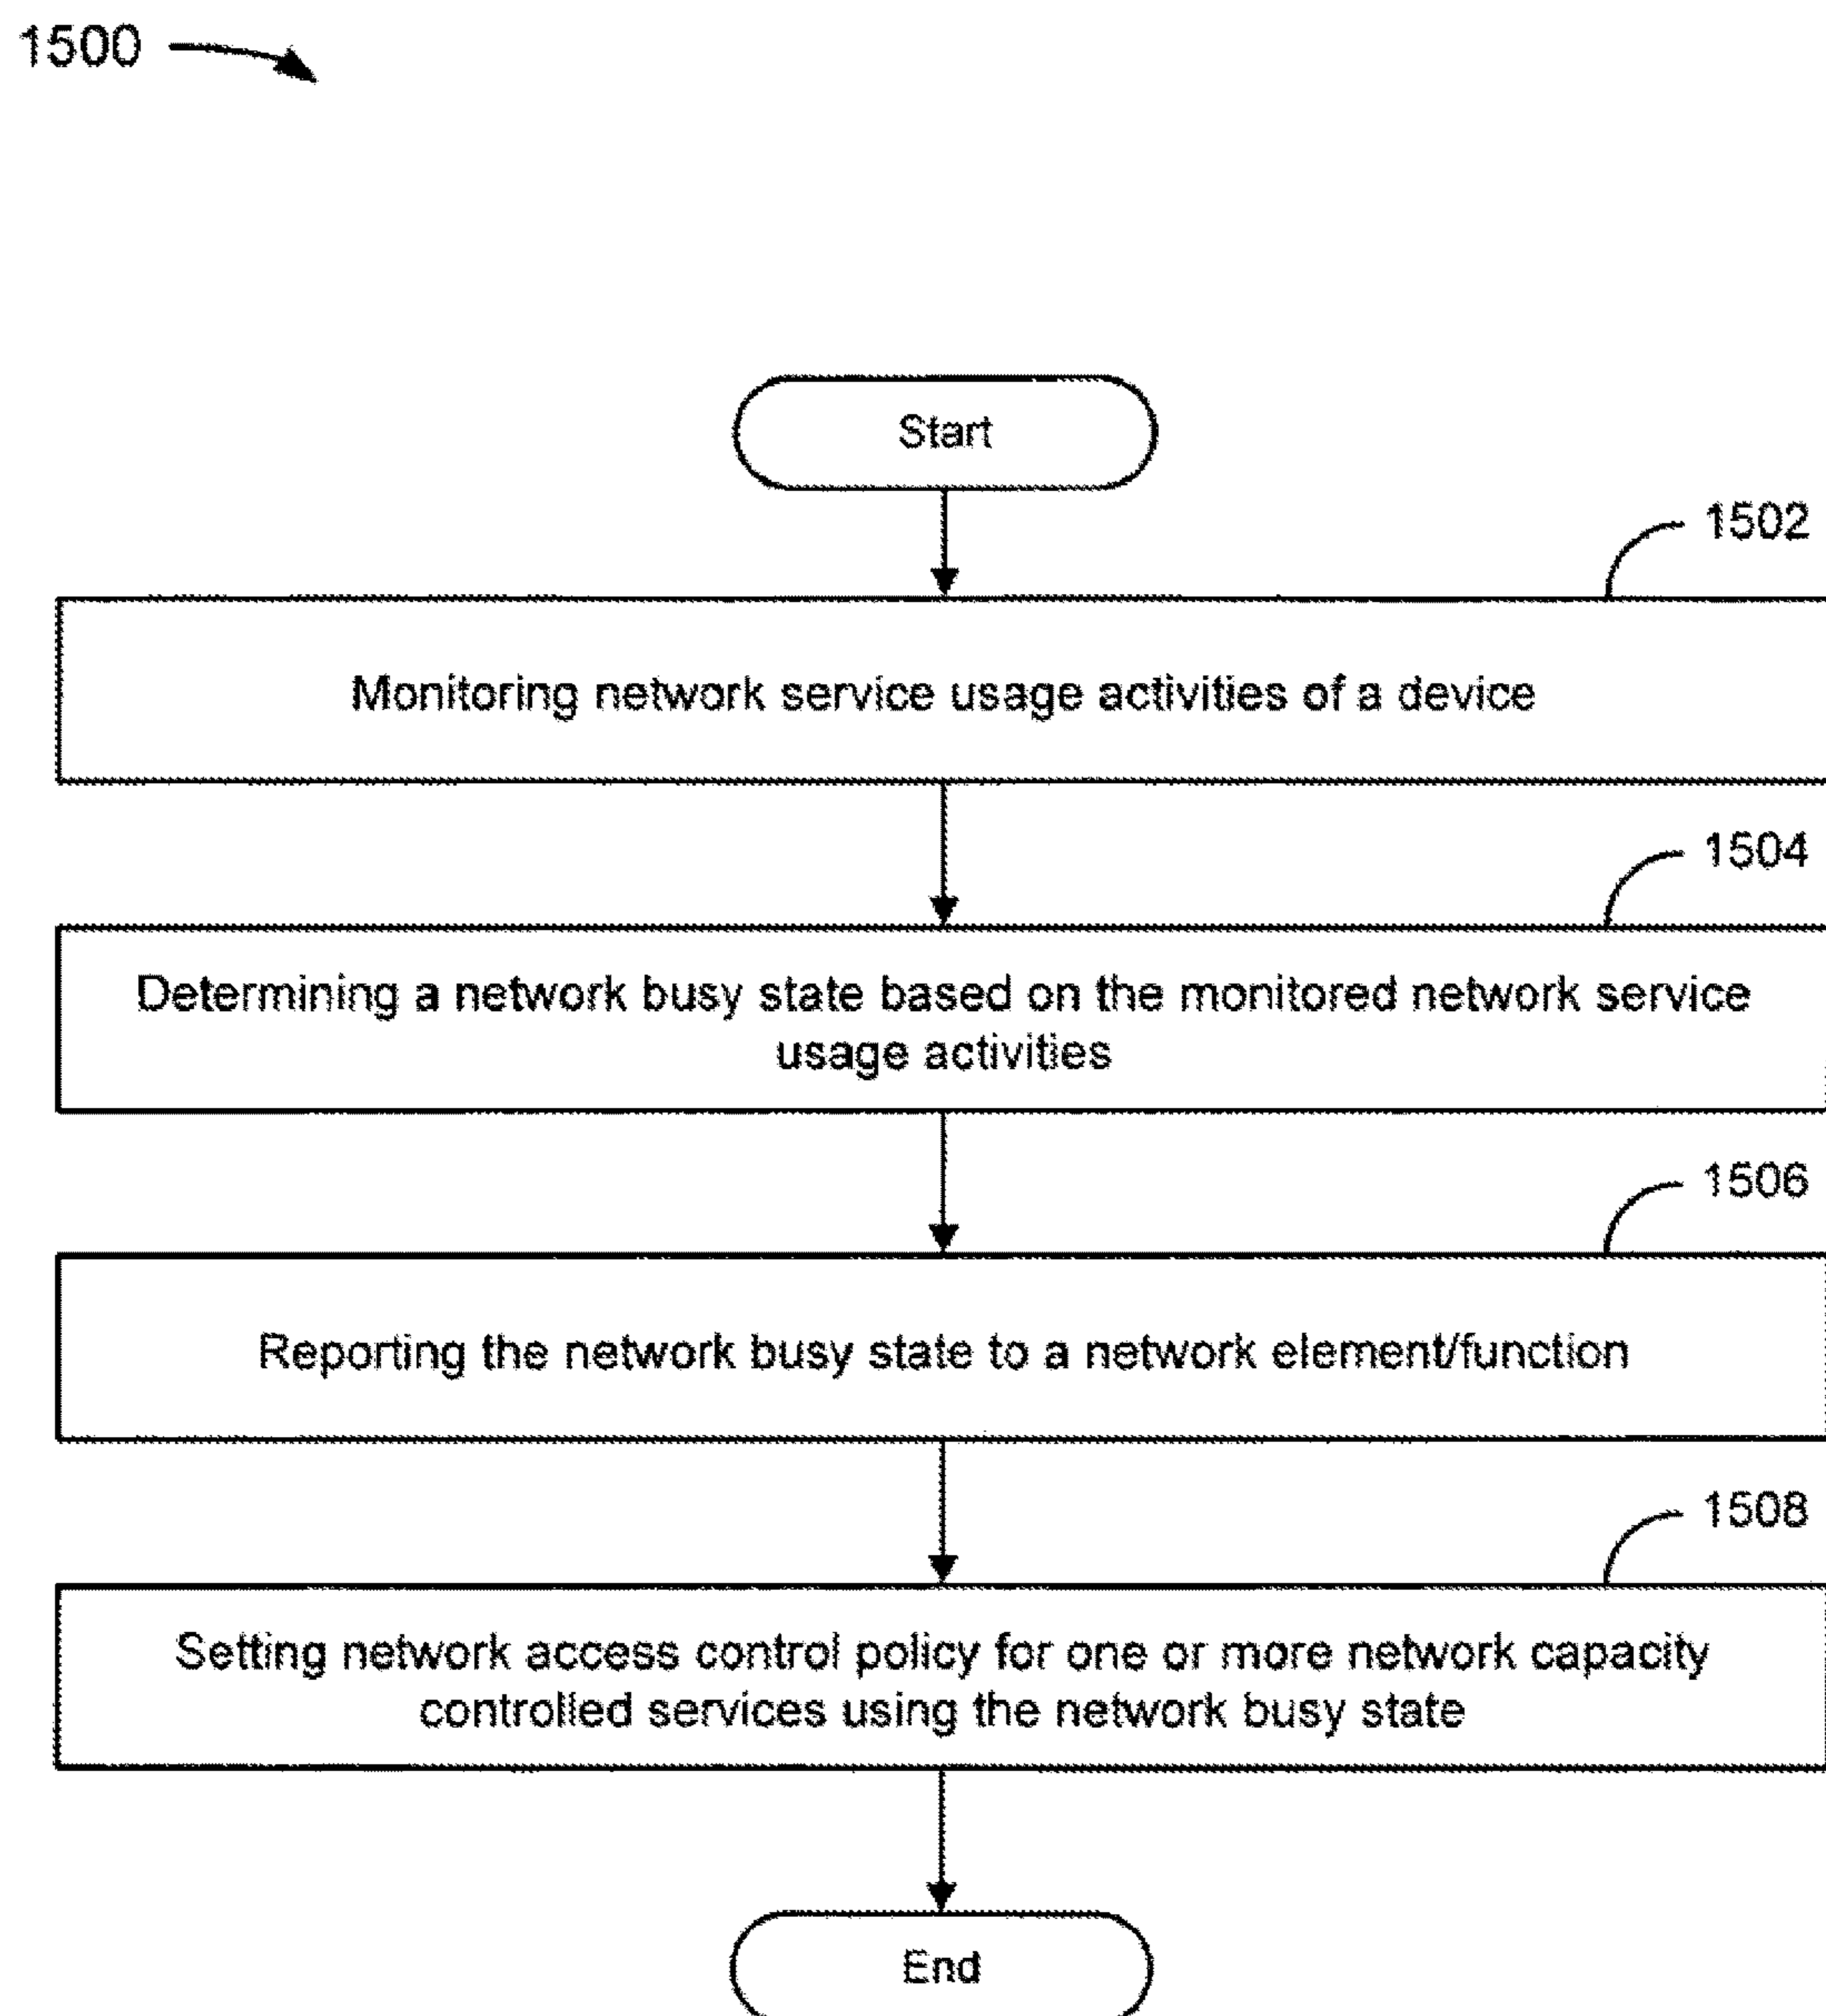 1500
Start
1502
Monitoring network service usage activities of a device
1504
Determining a network busy state based on the monitored network service
usage activities
1506
Reporting the network busy state to a network element/function
1508
Setting network access control policy for one or more network capacity
controlled services using the network busy state
End